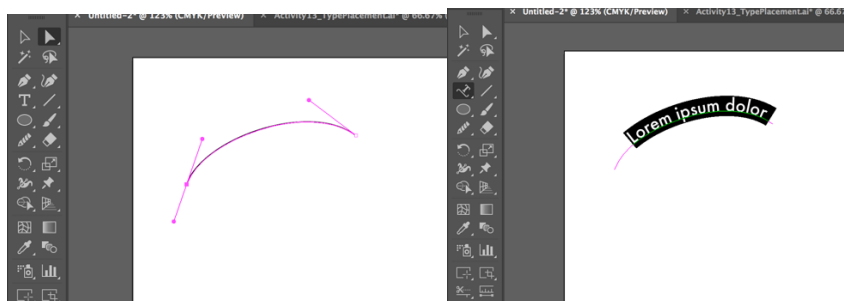 × Untitled-2* @ 123% (CMYK/Preview)
× Activity13_TypePlacement.ai* @ 66.67% (
× Untitled-2* @ 123% (CMYK/Preview)
× Activity13_TypePlacement.ai* @ 66.6
Lorem ipsum dolor